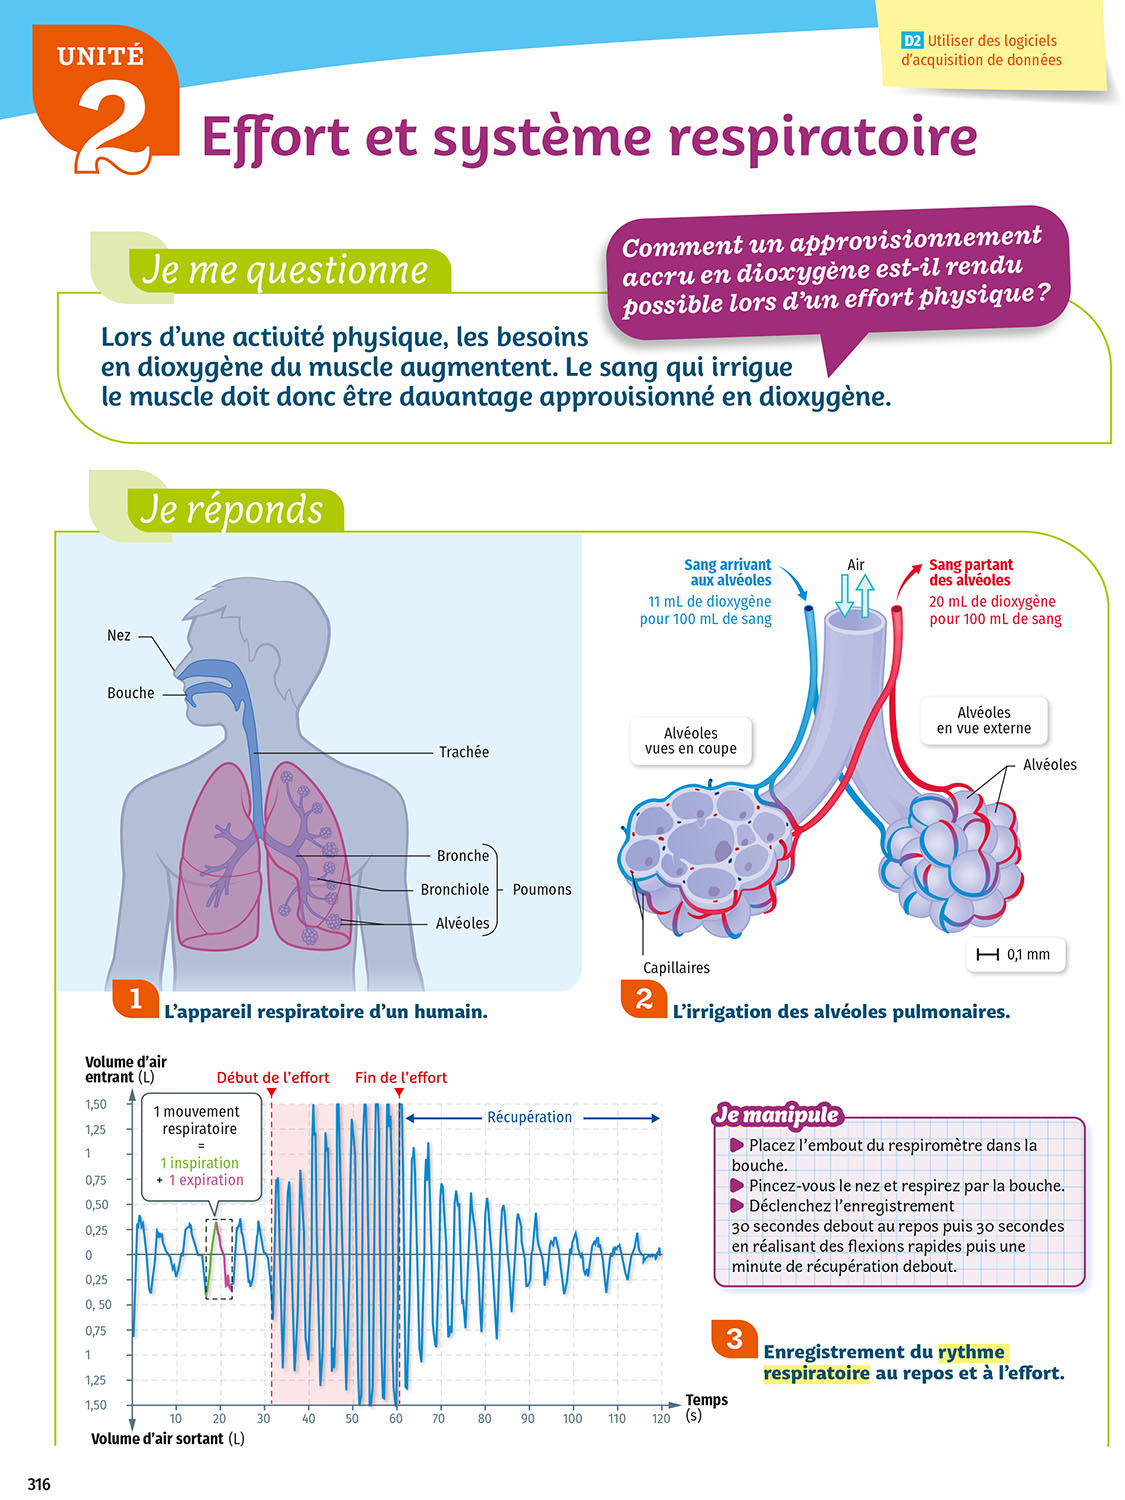 UNITÉ
2
D2 Utiliser des logiciels
d'acquisition de données
Effort et système respiratoire
Je me questionne
Comment un approvisionnement
accru en dioxygène est-il rendu
possible lors d'un effort physique ?
Lors d'une activité physique, les besoins
en dioxygène du muscle augmentent. Le sang qui irrigue
le muscle doit donc être davantage approvisionné en dioxygène.
Je réponds
Nez
Bouche
Trachée
Bronche
Bronchiole
Poumons
Alvéoles
1 L'appareil respiratoire d'un humain.
Sang arrivant
aux alvéoles
11 mL de dioxygène
pour 100 mL de sang
Air
Sang partant
des alvéoles
20 mL de dioxygène
pour 100 mL de sang
Alvéoles
vues en coupe
Alvéoles
en vue externe
Alvéoles
Capillaires
0,1 mm
2 L'irrigation des alvéoles pulmonaires.
Volume d'air
entrant (L)
Début de l'effort
Fin de l'effort
Récupération
1 mouvement
respiratoire
=
1 inspiration
+ 1 expiration
1,50
1,25
1
0,75
0,50
0,25
0
0,25
0, 50
0,75
1
1,25
1,50
10 20 30 40 50 60 70 80 90 100 110 120
Temps
(s)
Volume d'air sortant (L)
Je manipule
Placez l'embout du respiromètre dans la
bouche.
Pincez-vous le nez et respirez par la bouche.
Déclenchez l'enregistrement
30 secondes debout au repos puis 30 secondes
en réalisant des flexions rapides puis une
minute de récupération debout.
3 Enregistrement du rythme
respiratoire au repos et à l'effort.
316